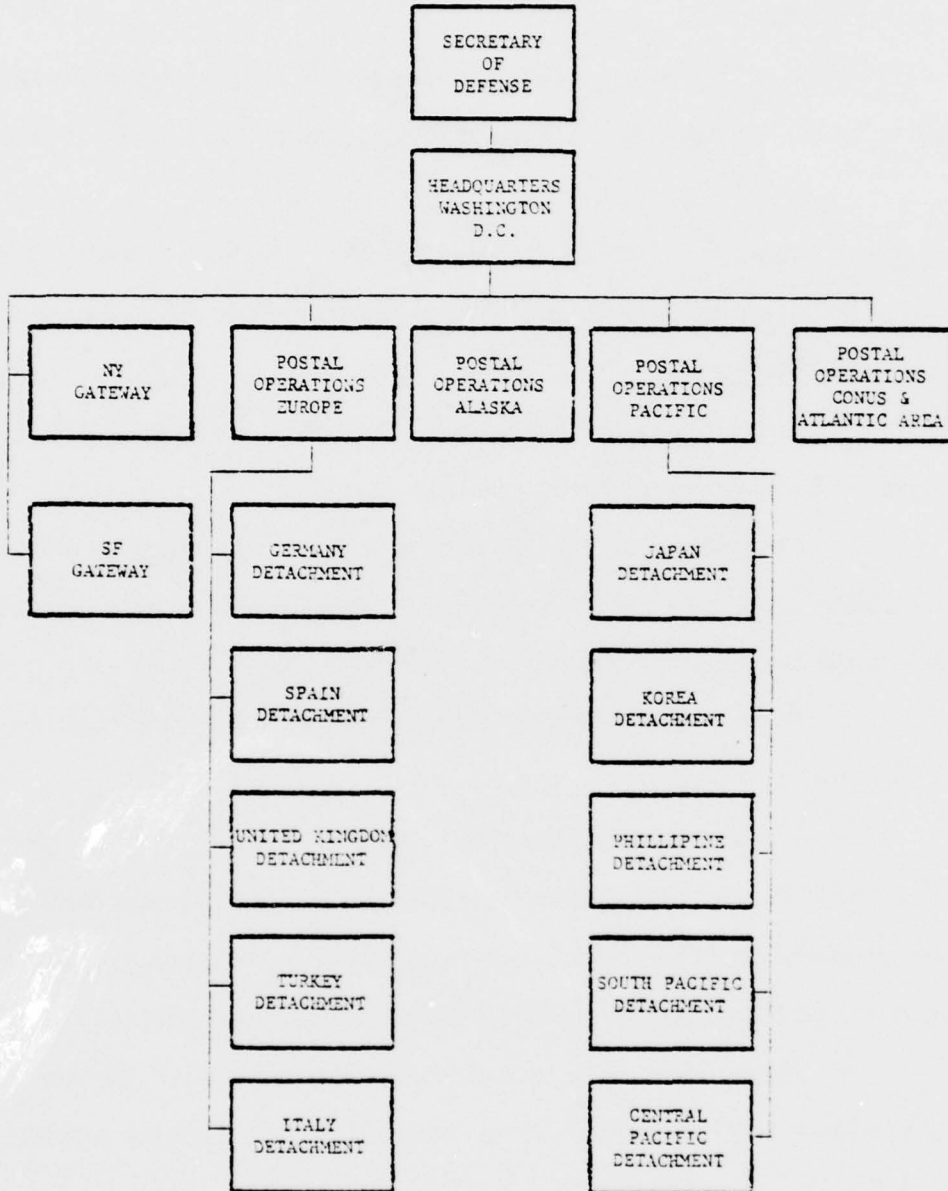 SECRETARY
OF
DEFENSE
HEADQUARTERS
WASHINGTON
D.C.
NY
GATEWAY
POSTAL
OPERATIONS
EUROPE
POSTAL
OPERATIONS
ALASKA
POSTAL
OPERATIONS
PACIFIC
POSTAL
OPERATIONS
CONUS &
ATLANTIC AREA
SF
GATEWAY
GERMANY
DETACHMENT
JAPAN
DETACHMENT
SPAIN
DETACHMENT
KOREA
DETACHMENT
UNITED KINGDOM
DETACHMENT
PHILLIPINE
DETACHMENT
TURKEY
DETACHMENT
SOUTH PACIFIC
DETACHMENT
ITALY
DETACHMENT
CENTRAL
PACIFIC
DETACHMENT